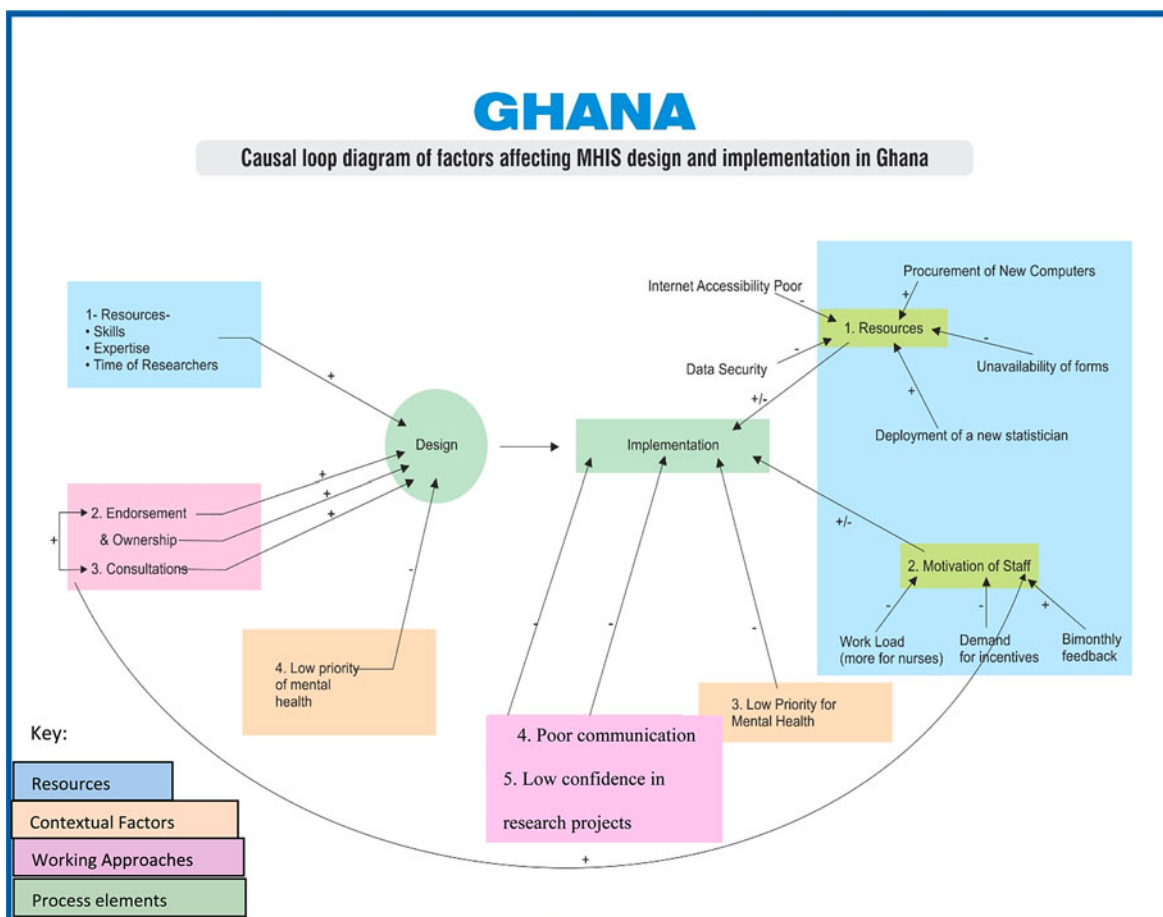 GHANA
Causal loop diagram of factors affecting MHIS design and implementation in Ghana
1- Resources-
• Skills
• Expertise
• Time of Researchers
+
Design
2. Endorsement
& Ownership
3. Consultations
+
+
+
+
4. Low priority
of mental
health
-
Implementation
Internet Accessibility Poor
-
Data Security
-
Procurement of New Computers
+
1. Resources
-
Unavailability of forms
+
Deployment of a new statistician
+/-
+/-
2. Motivation of Staff
-
Work Load
(more for nurses)
-
Demand
for incentives
+
Bimonthly
feedback
-
-
-
3. Low Priority for
Mental Health
4. Poor communication
5. Low confidence in
research projects
+
Key:
Resources
Contextual Factors
Working Approaches
Process elements